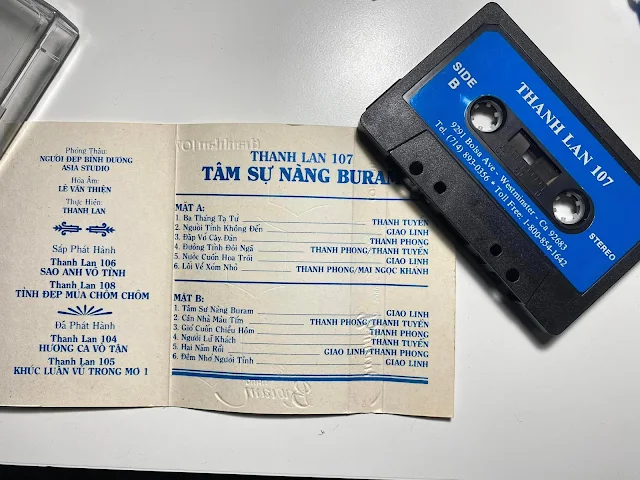 Phòng Thâu:
NGƯỜI ĐẸP BÌNH DƯƠNG
ASIA STUDIO
Hòa Âm:
LÊ VĂN THIỆN
Thực Hiện:
THANH LAN
Sắp Phát Hành
Thanh Lan 106
SAO ANH VÔ TÌNH
Thanh Lan 108
TÌNH ĐẸP MÙA CHÔM CHÔM
Đã Phát Hành
Thanh Lan 104
HƯƠNG CA VÔ TẬN
Thanh Lan 105
KHÚC LUÂN VŨ TRONG MƠ 1
THANH LAN 107
TÂM SỰ NÀNG BURAM
MẶT A:
1. Ba Tháng Tạ Từ THANH TUYỀN
2. Người Tình Không Đến GIAO LINH
3. Đập Vỡ Cây Đàn THANH PHONG
4. Đường Tình Đôi Ngã THANH PHONG/THANH TUYỀN
5. Nước Cuốn Hoa Trôi GIAO LINH
6. Lối Về Xóm Nhỏ THANH PHONG/MAI NGỌC KHÁNH
MẶT B:
1. Tâm Sự Nàng Buram GIAO LINH
2. Căn Nhà Màu Tím THANH PHONG/THANH TUYỀN
3. Gió Cuốn Chiều Hôm THANH PHONG
4. Người Lữ Khách THANH TUYỀN
5. Hai Năm Rồi GIAO LINH/THANH PHONG
6. Đêm Nhớ Người Tình GIAO LINH
SIDE
B
THANH LAN 107
9291 Bolsa Ave - Westminster - Ca 92683
Tel. (714) 893-0356 * Toll Free: 1-800-854-1642
STEREO